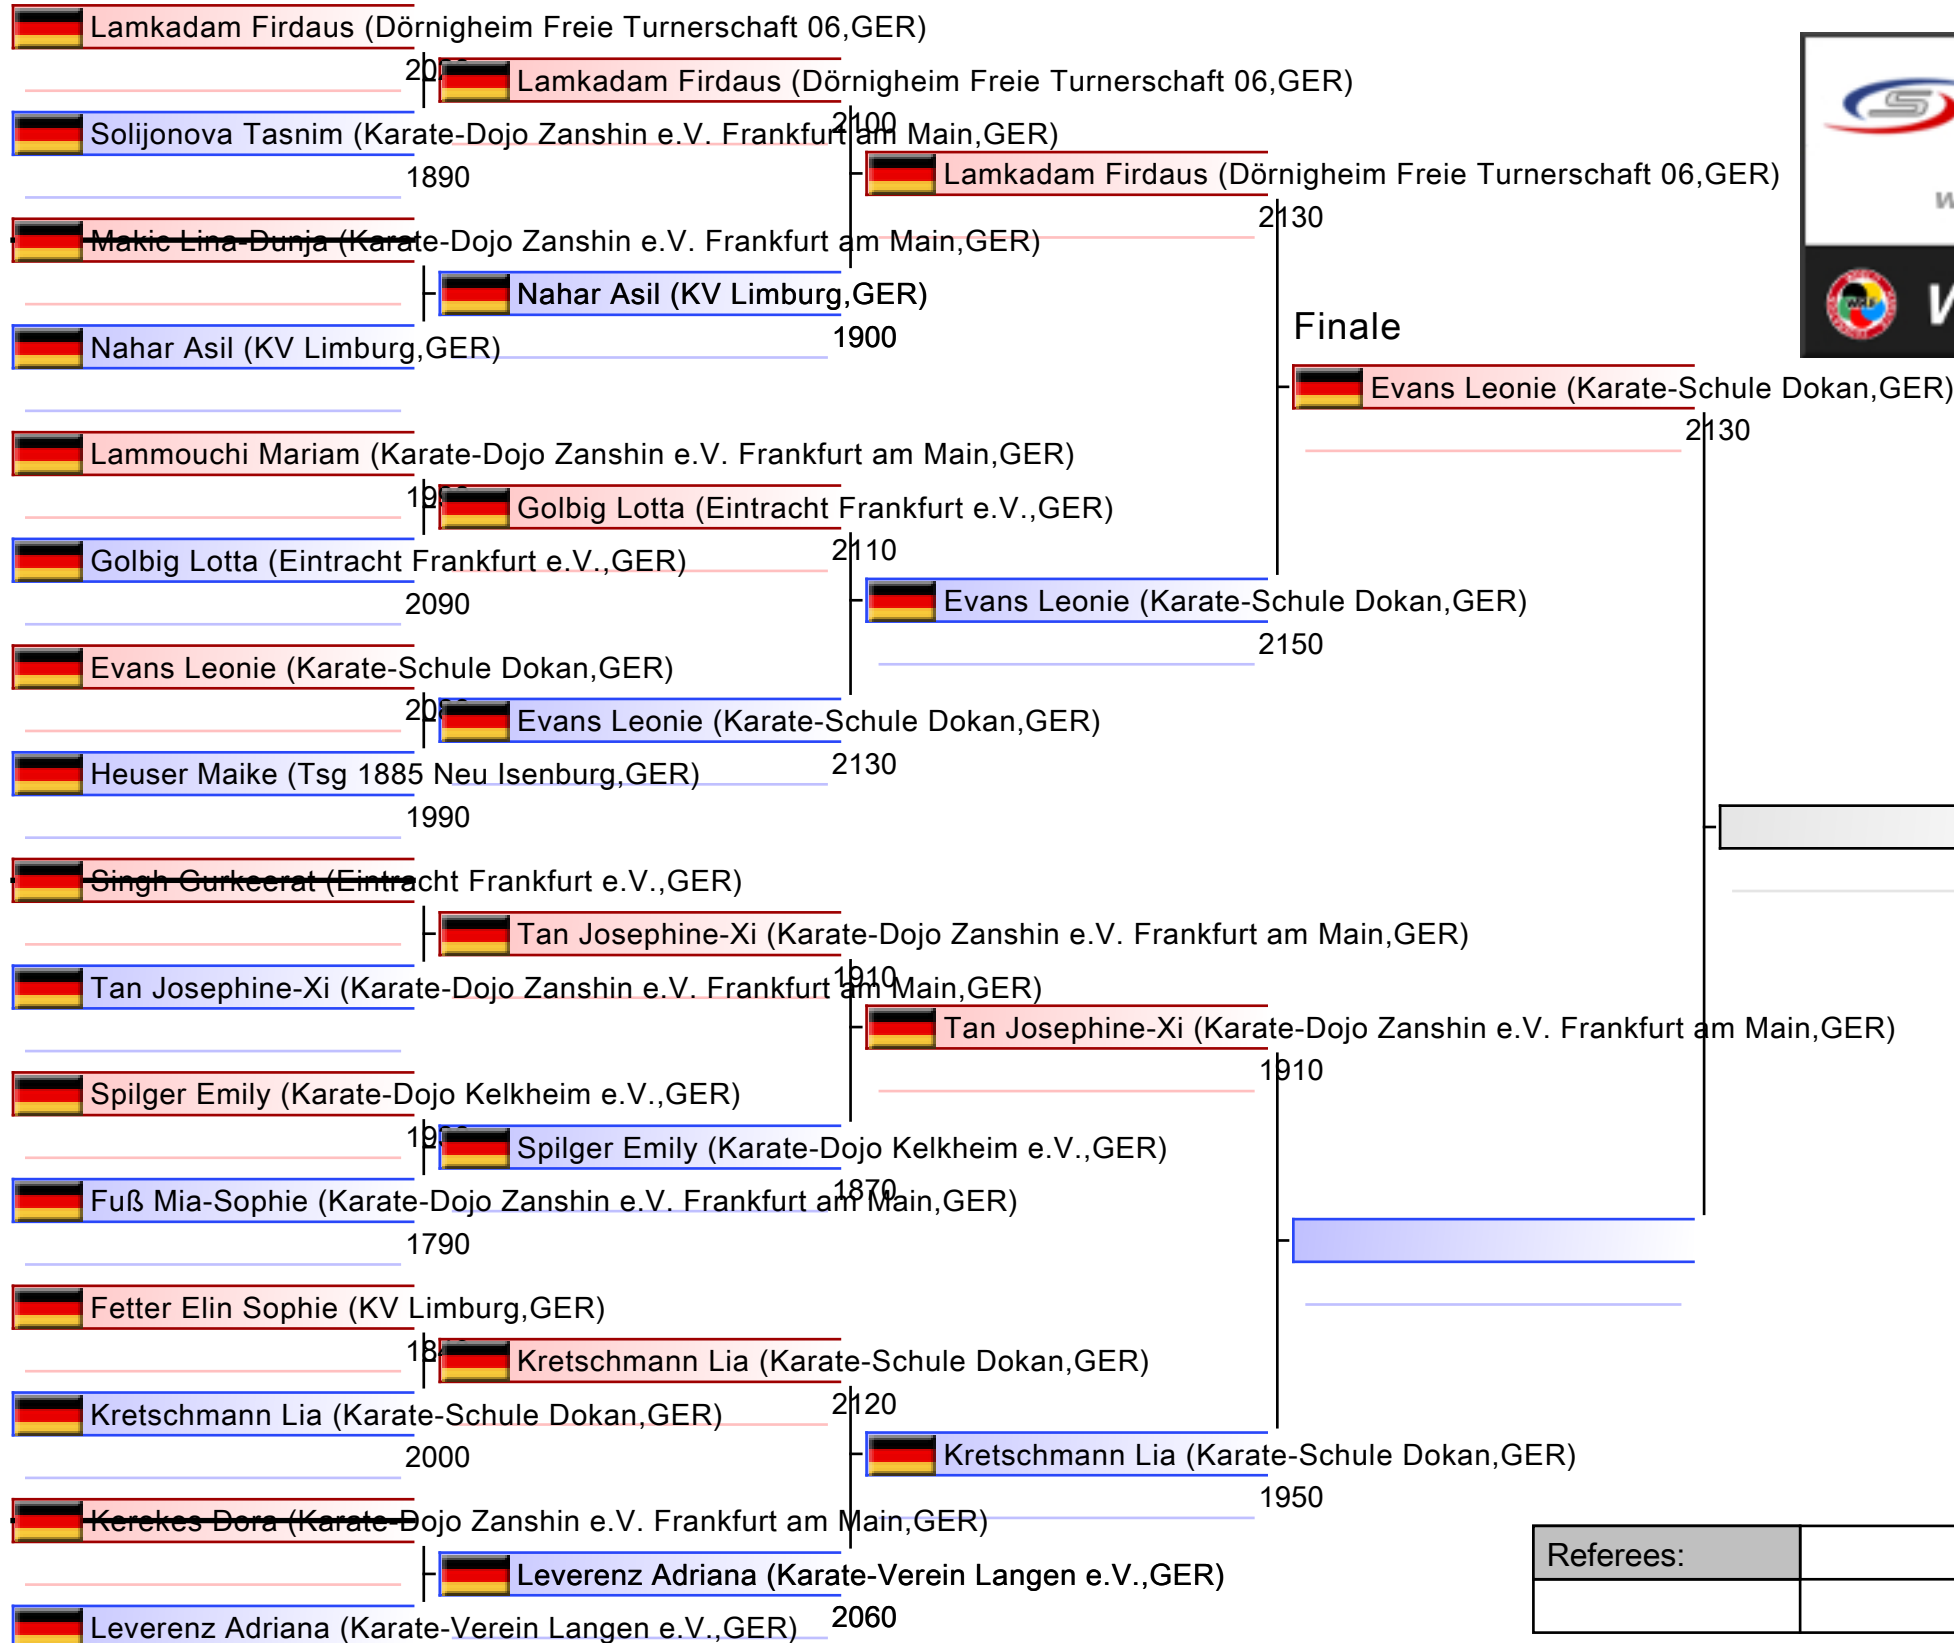 Lamkadam Firdaus (Dörnigheim Freie Turnerschaft 06,GER)
Lamkadam Firdaus (Dörnigheim Freie Turnerschaft 06,GER)
2100
Solijonova Tasnim (Karate-Dojo Zanshin e.V. Frankfurt am Main,GER)
1890
Lamkadam Firdaus (Dörnigheim Freie Turnerschaft 06,GER)
2130
Makic Lina-Dunja (Karate-Dojo Zanshin e.V. Frankfurt am Main,GER)
Nahar Asil (KV Limburg,GER)
1900
Nahar Asil (KV Limburg,GER)
Finale
Evans Leonie (Karate-Schule Dokan,GER)
2130
Lammouchi Mariam (Karate-Dojo Zanshin e.V. Frankfurt am Main,GER)
Golbig Lotta (Eintracht Frankfurt e.V.,GER)
2110
Golbig Lotta (Eintracht Frankfurt e.V.,GER)
2090
Evans Leonie (Karate-Schule Dokan,GER)
2150
Evans Leonie (Karate-Schule Dokan,GER)
Evans Leonie (Karate-Schule Dokan,GER)
2130
Heuser Maike (Tsg 1885 Neu Isenburg,GER)
1990
Singh Gurkeerat (Eintracht Frankfurt e.V.,GER)
Tan Josephine-Xi (Karate-Dojo Zanshin e.V. Frankfurt am Main,GER)
1910
Tan Josephine-Xi (Karate-Dojo Zanshin e.V. Frankfurt am Main,GER)
Tan Josephine-Xi (Karate-Dojo Zanshin e.V. Frankfurt am Main,GER)
1910
Spilger Emily (Karate-Dojo Kelkheim e.V.,GER)
Spilger Emily (Karate-Dojo Kelkheim e.V.,GER)
1870
Fuß Mia-Sophie (Karate-Dojo Zanshin e.V. Frankfurt am Main,GER)
1790
Fetter Elin Sophie (KV Limburg,GER)
Kretschmann Lia (Karate-Schule Dokan,GER)
2120
Kretschmann Lia (Karate-Schule Dokan,GER)
2000
Kretschmann Lia (Karate-Schule Dokan,GER)
1950
Kerekes Dora (Karate-Dojo Zanshin e.V. Frankfurt am Main,GER)
Leverenz Adriana (Karate-Verein Langen e.V.,GER)
2060
Leverenz Adriana (Karate-Verein Langen e.V.,GER)
Referees: